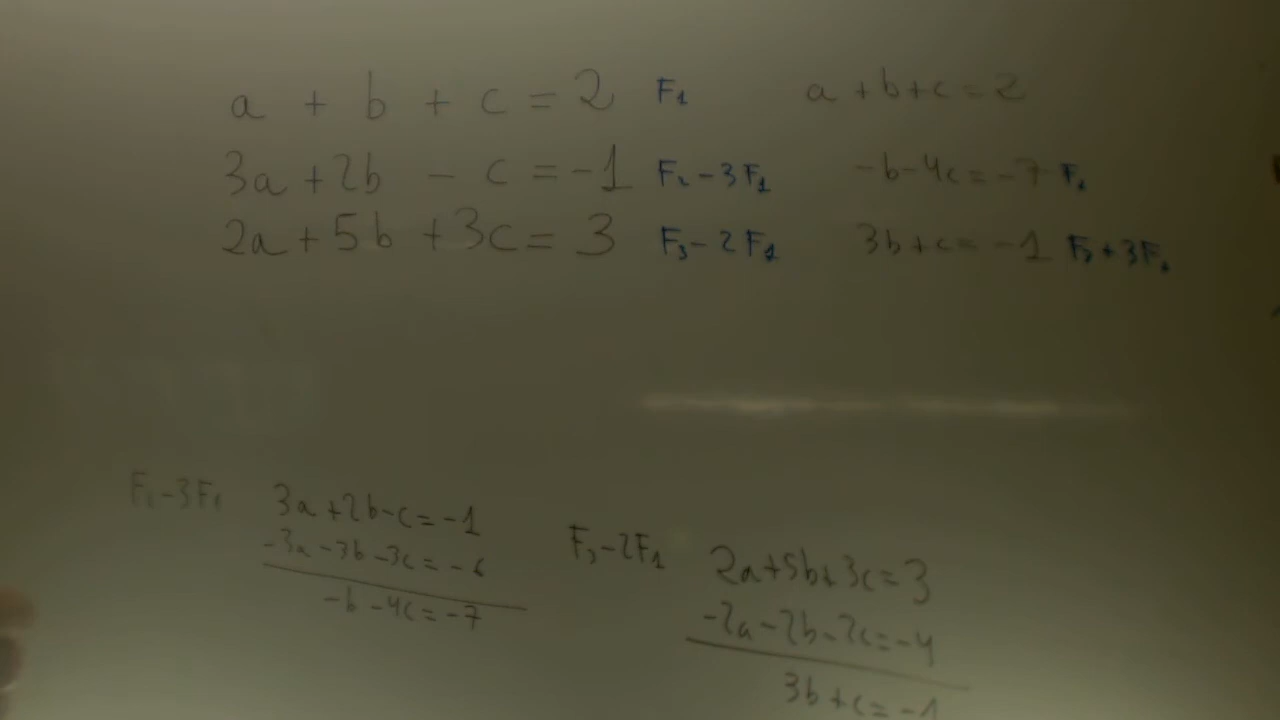 a + b + c = 2 F1 a + b + c = 2
3a + 2b - c = -1 F2 - 3F1 -b - 4c = -7 F2
2a + 5b + 3c = 3 F3 - 2F1 3b + c = -1 F3 + 3F2
F2 - 3F1 3a + 2b - c = -1
-3a - 3b - 3c = -6
-b - 4c = -7
F3 - 2F1 2a + 5b + 3c = 3
-2a - 2b - 2c = -4
3b + c = -1